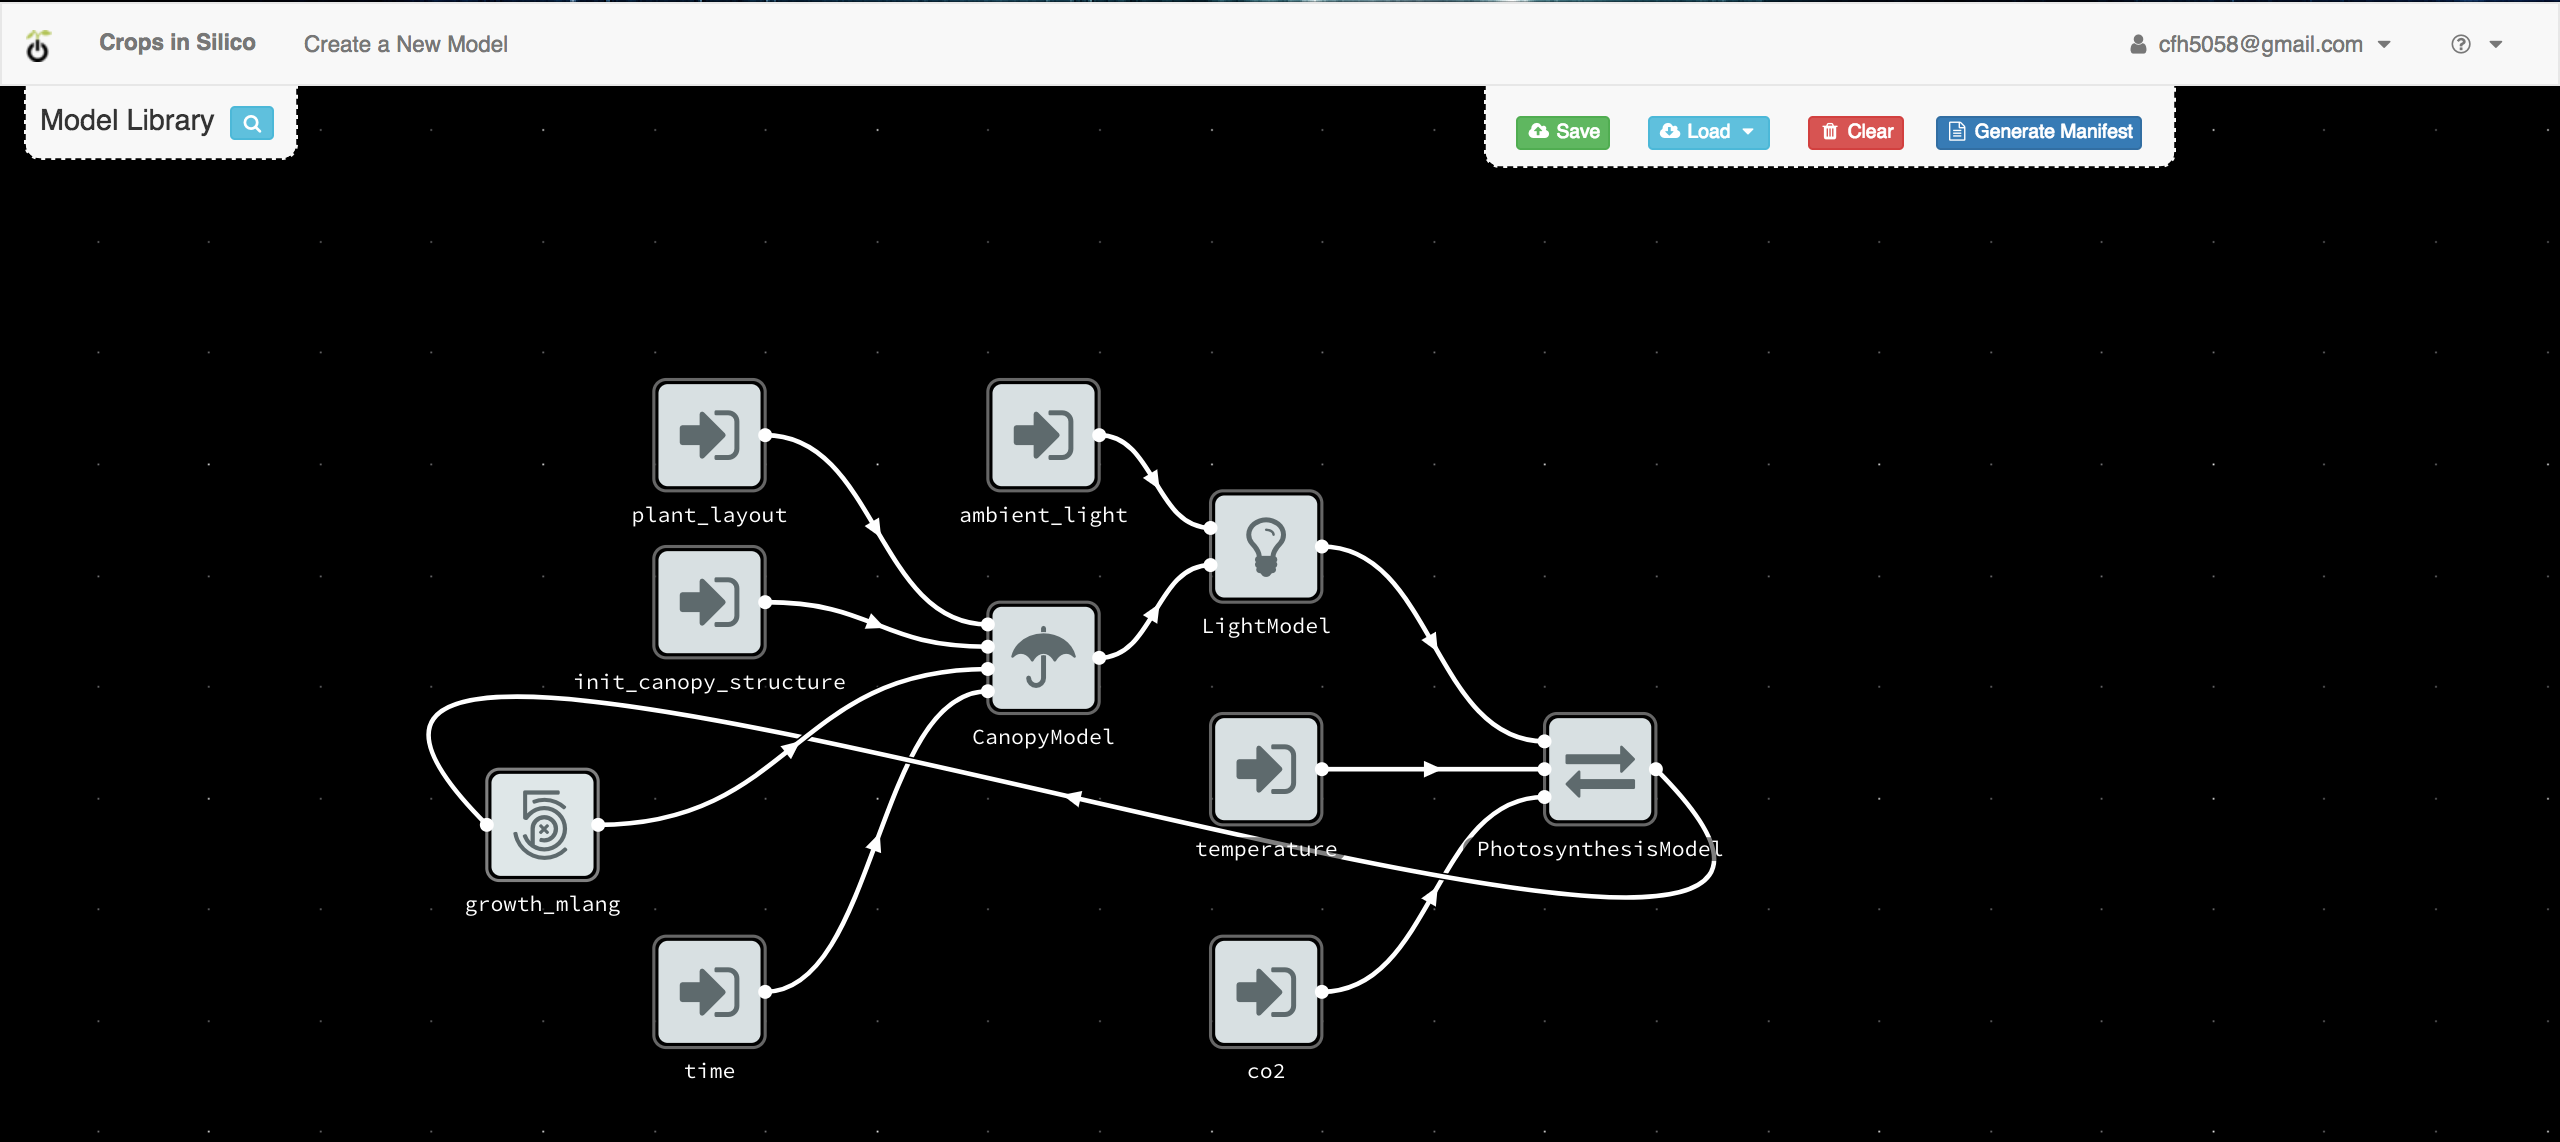 Crops in Silico Create a New Model cfh5058@gmail.com
Model Library Save Load Clear Generate Manifest
plant_layout ambient_light
LightModel
init_canopy_structure
CanopyModel
temperature PhotosynthesisModel
growth_mlang
time co2